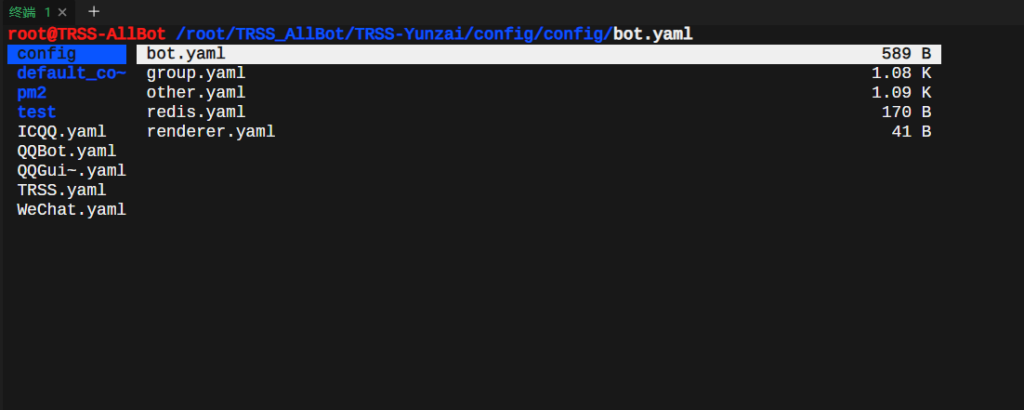 终端 1 × +
root@TRSS-AllBot /root/TRSS_AllBot/TRSS-Yunzai/config/config/bot.yaml
config bot.yaml 589 B
default_co~ group.yaml 1.08 K
pm2 other.yaml 1.09 K
test redis.yaml 170 B
ICQQ.yaml renderer.yaml 41 B
QQBot.yaml
QQGui~.yaml
TRSS.yaml
WeChat.yaml